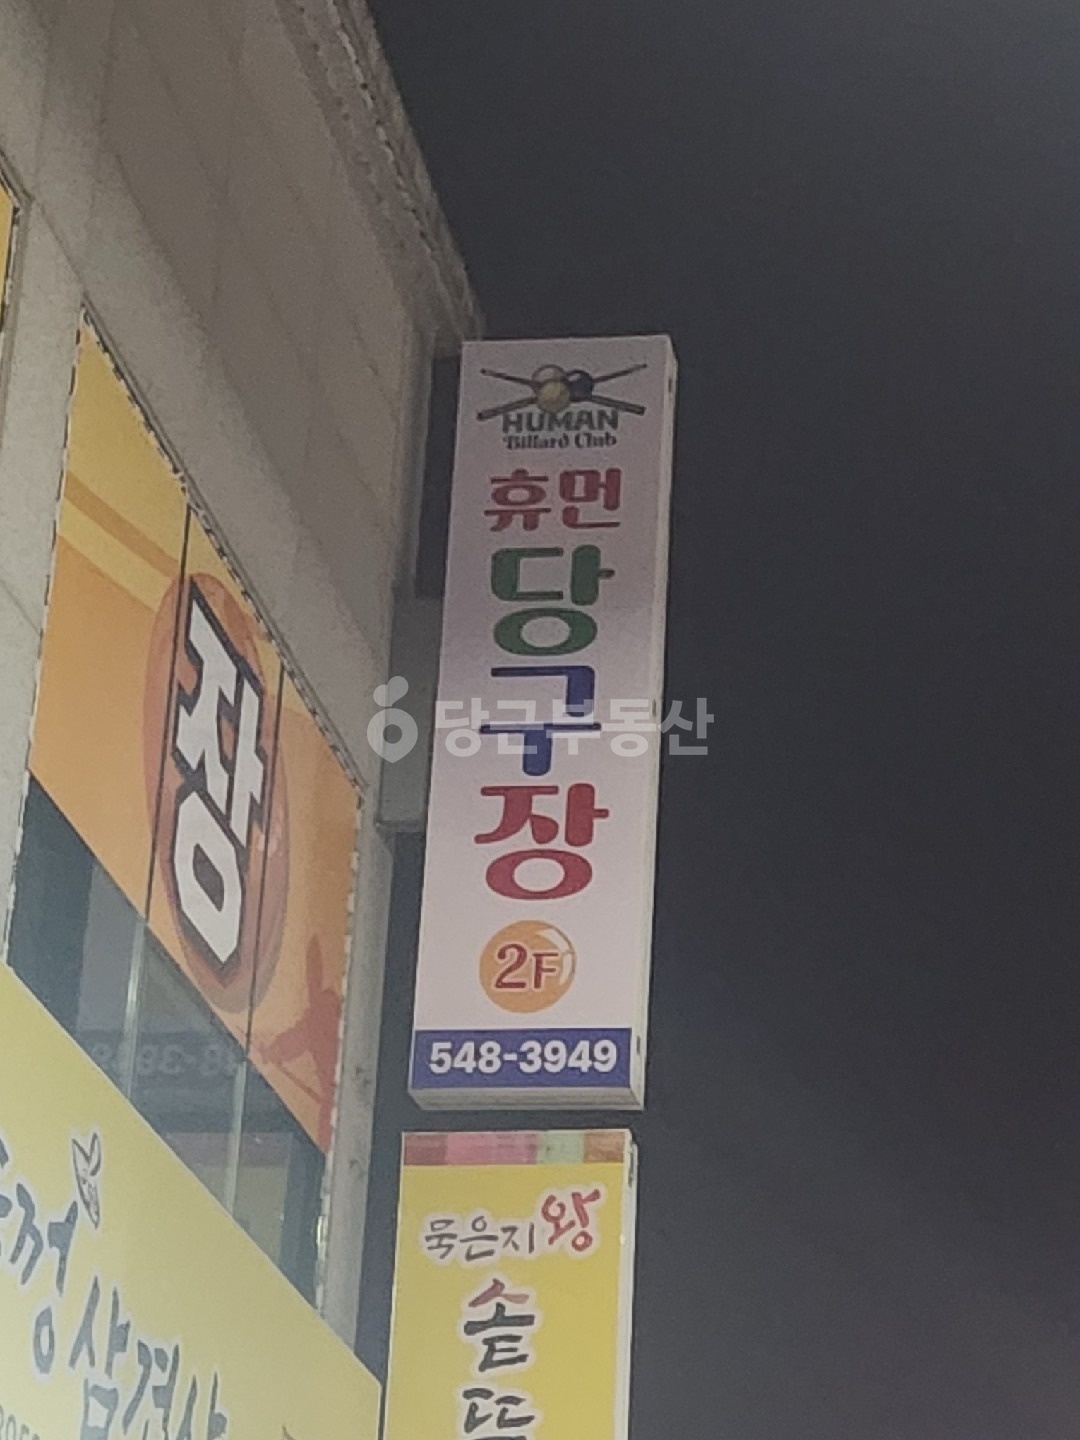 HUMAN
Billard Club
휴먼
당
구
장
2F
548-3949
장
당근부동산
묵은지왕
솥